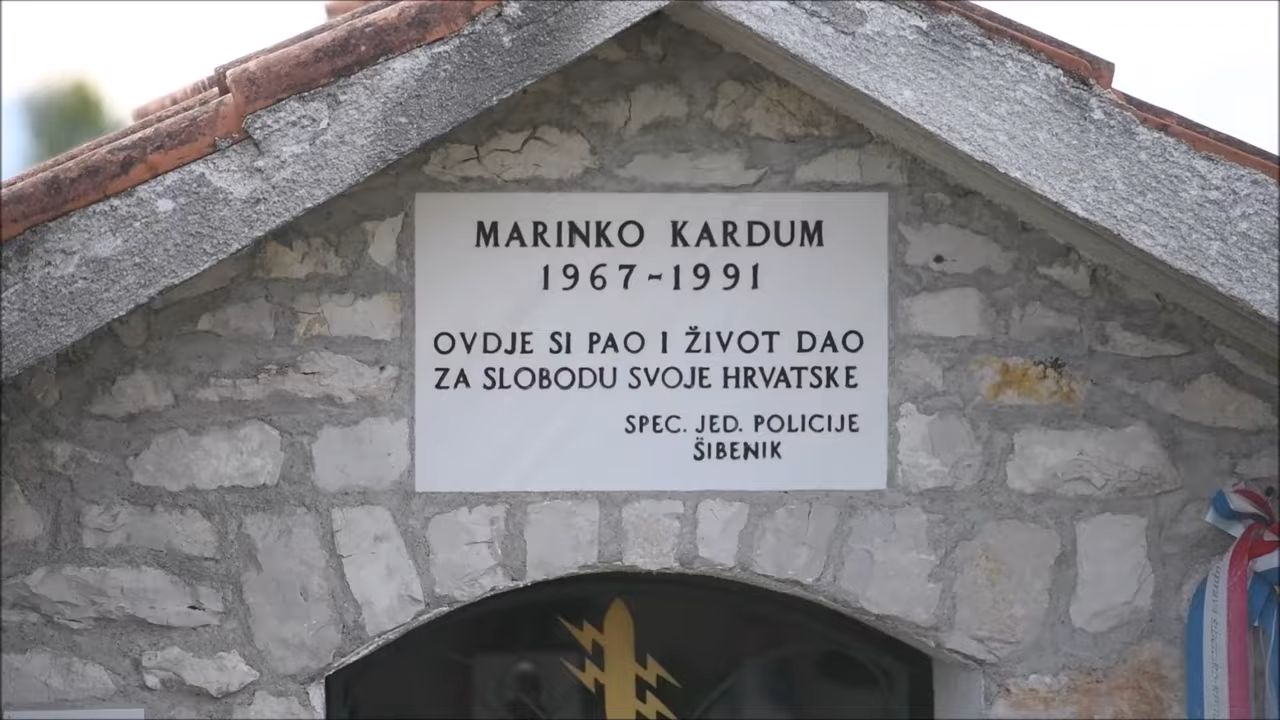 MARINKO KARDUM
1967-1991
OVDJE SI PAO I ŽIVOT DAO
ZA SLOBODU SVOJE HRVATSKE
SPEC. JED. POLICIJE
ŠIBENIK